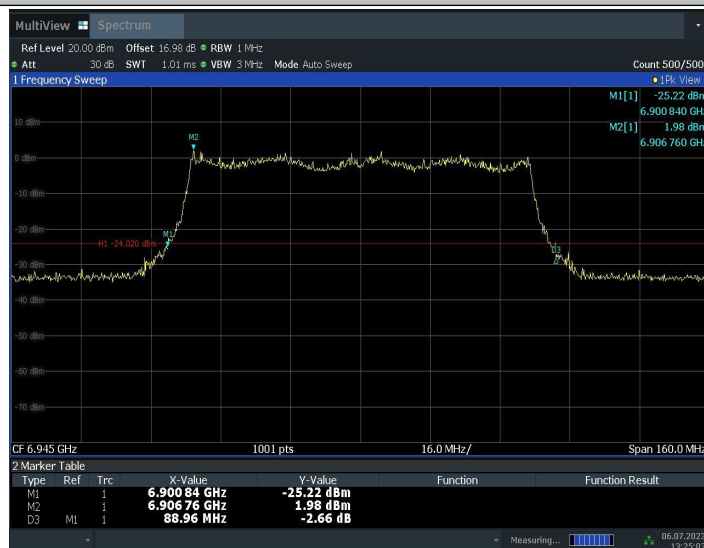 MultiView Spectrum
Ref Level 20.00 dBm Offset 16.98 dB RBW 1 MHz
Att 30 dB SWT 1.01 ms VBW 3 MHz Mode Auto Sweep Count 500/500
1 Frequency Sweep 1Pk View
M1[1] -25.22 dBm
6.900 840 GHz
10 dBm
M2[1] 1.98 dBm
6.906 760 GHz
M2
0 dBm
-10 dBm
-20 dBm
M1
H1 -24.020 dBm
D3
-30 dBm
-40 dBm
-50 dBm
-60 dBm
-70 dBm
CF 6.945 GHz 1001 pts 16.0 MHz/ Span 160.0 MHz
2 Marker Table
Type Ref Trc X-Value Y-Value Function Function Result
M1 1 6.900 84 GHz -25.22 dBm
M2 1 6.906 76 GHz 1.98 dBm
D3 M1 1 88.96 MHz -2.66 dB
Measuring... 06.07.2023
13:25:02